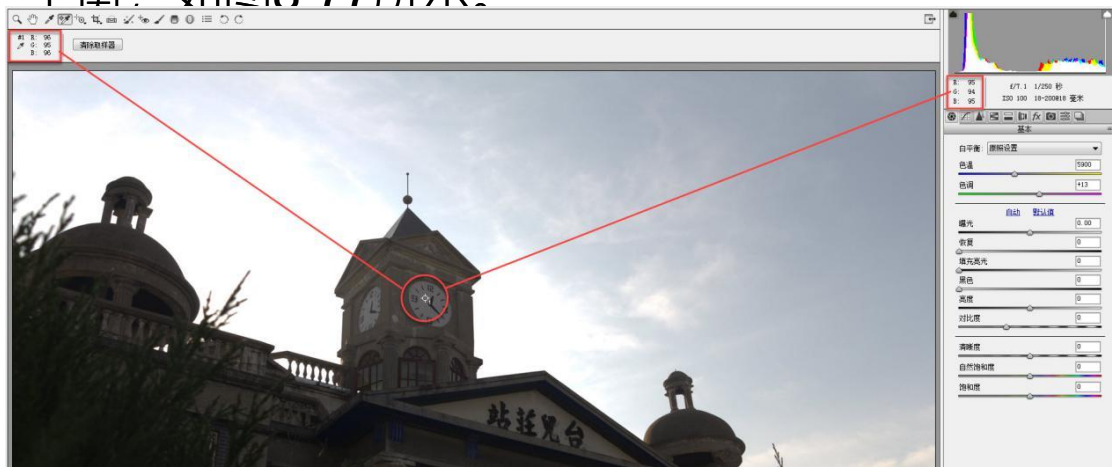 #1 R: 96
G: 95
B: 96
清除取样器
R: 95
G: 94
B: 95
f/7.1 1/250 秒
ISO 100 18-200@18 毫米
基本
白平衡: 原照设置
色温 5900
色调 +13
自动 默认值
曝光 0.00
恢复 0
填充亮光 0
黑色 0
亮度 0
对比度 0
清晰度 0
自然饱和度 0
饱和度 0
站莊兒台